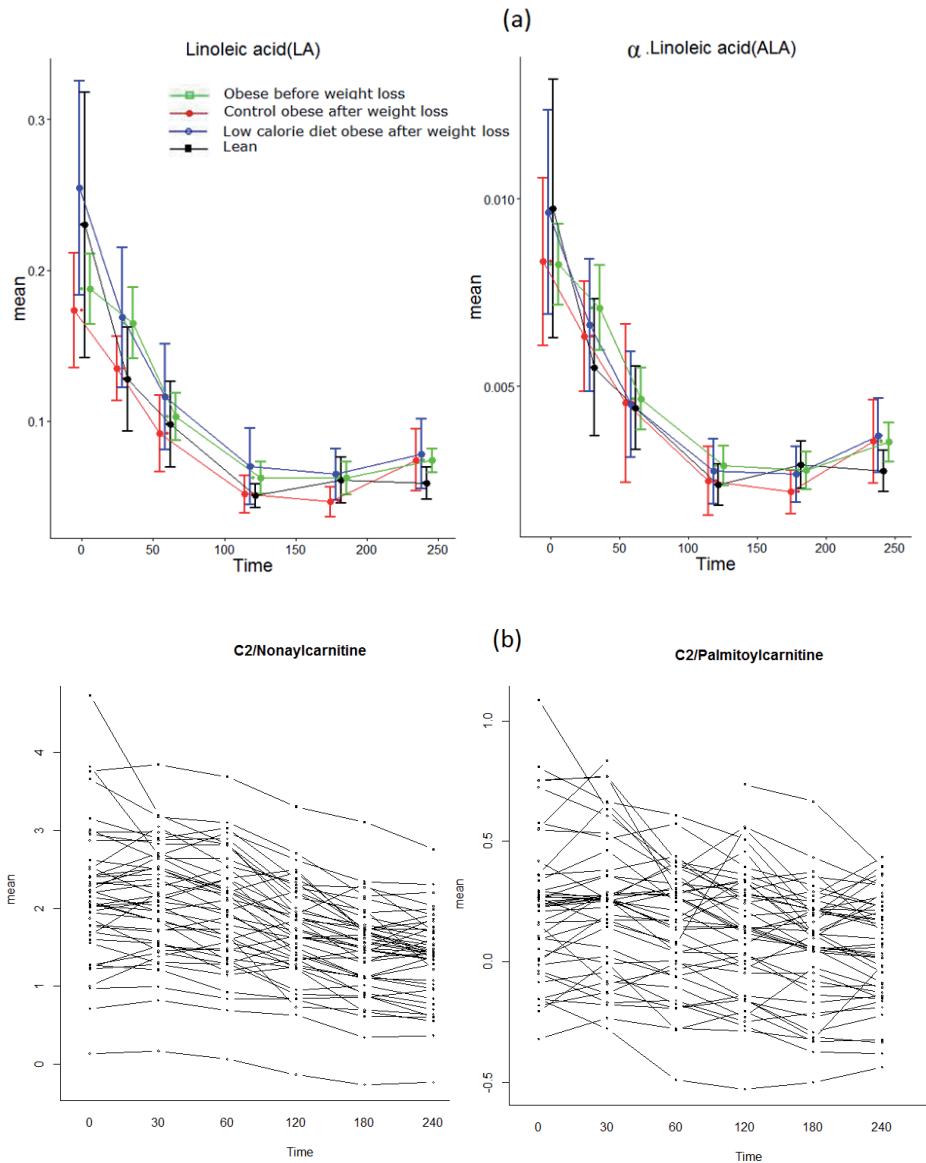 (a)
Linoleic acid(LA)
Obese before weight loss
Control obese after weight loss
Low calorie diet obese after weight loss
Lean
mean
0.3
0.2
0.1
0 50 100 150 200 250
Time
α .Linoleic acid(ALA)
mean
0.010
0.005
0 50 100 150 200 250
Time
(b)
C2/Nonaylcarnitine
mean
4
3
2
1
0
0 30 60 120 180 240
Time
C2/Palmitoylcarnitine
mean
1.0
0.5
0.0
-0.5
0 30 60 120 180 240
Time